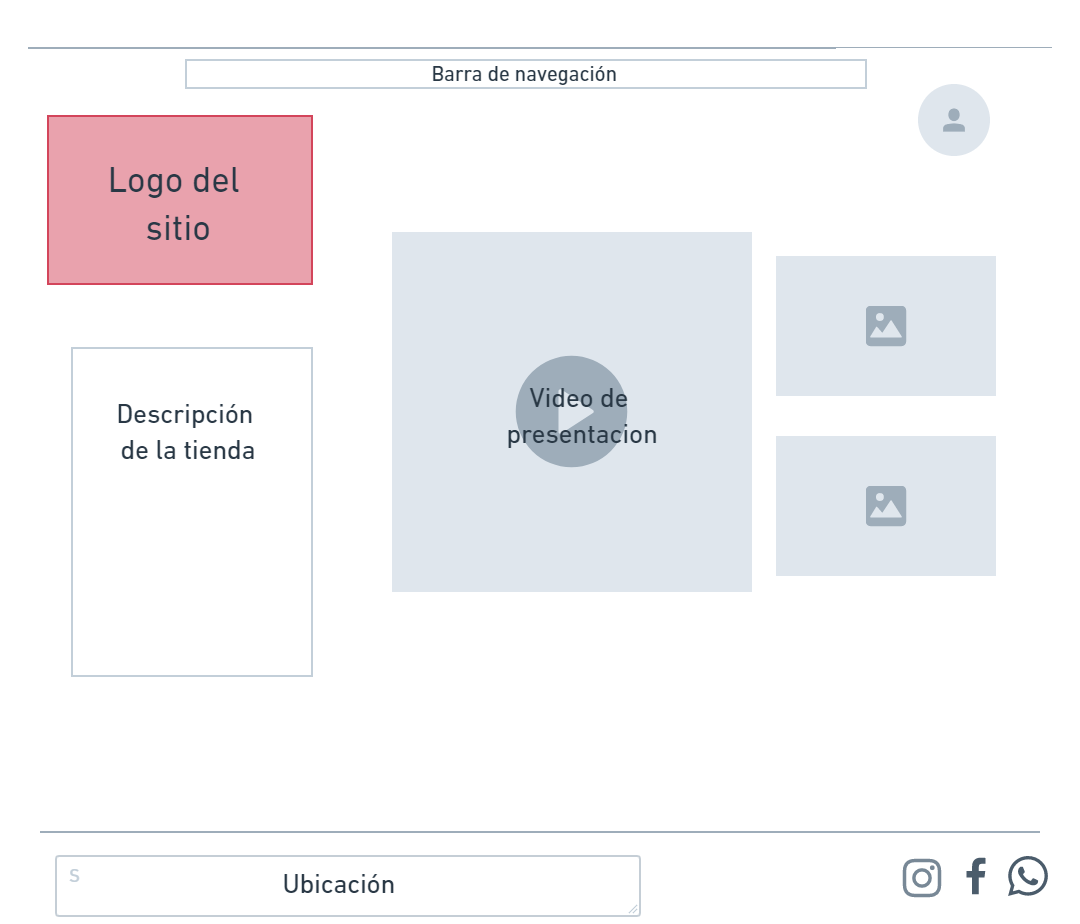 Barra de navegación
Logo del
sitio
Descripción
de la tienda
Video de
presentacion
s
Ubicación